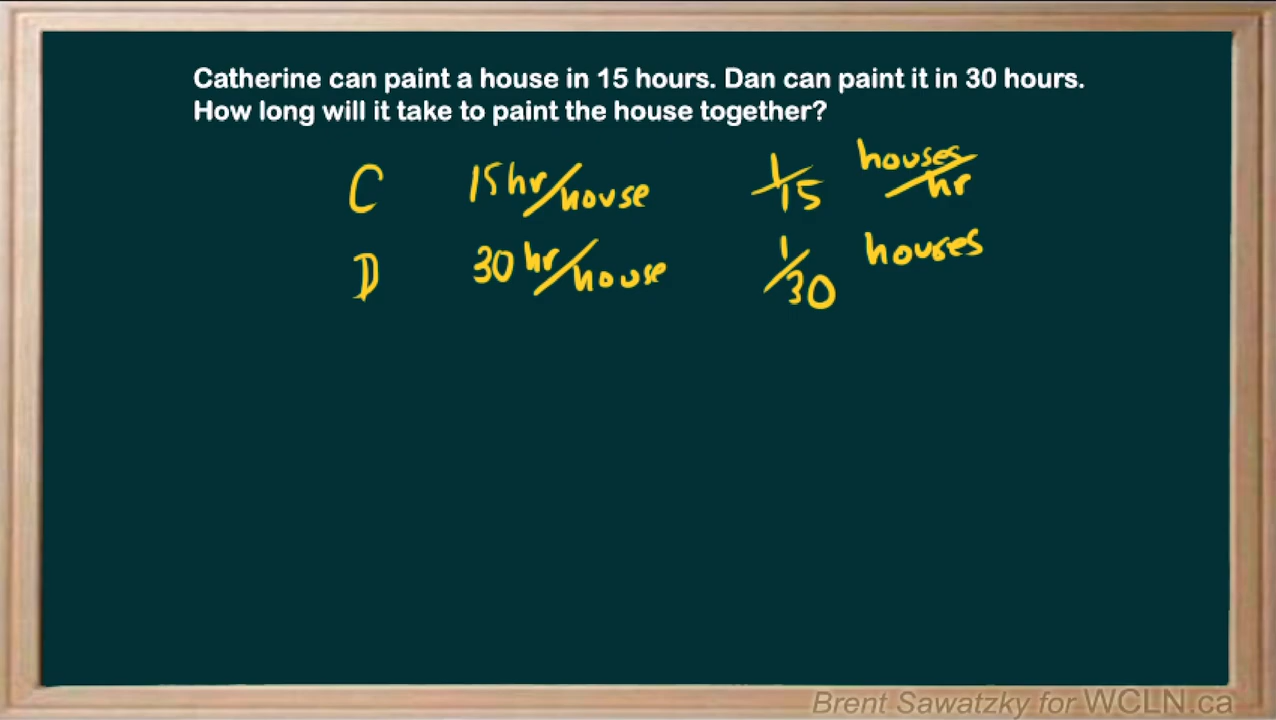 Catherine can paint a house in 15 hours. Dan can paint it in 30 hours.
How long will it take to paint the house together?
C 15 hr/house 1/15 houses/hr
D 30 hr/house 1/30 houses
Brent Sawatzky for WCLN.ca